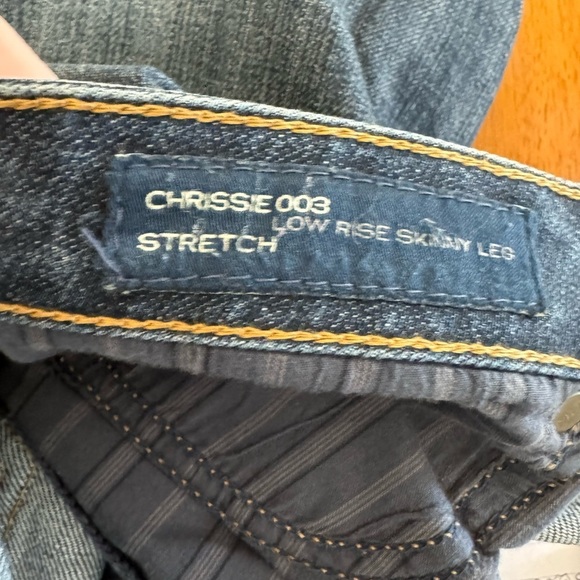 CHRISSIE 003
LOW RISE SKINNY LEG
STRETCH